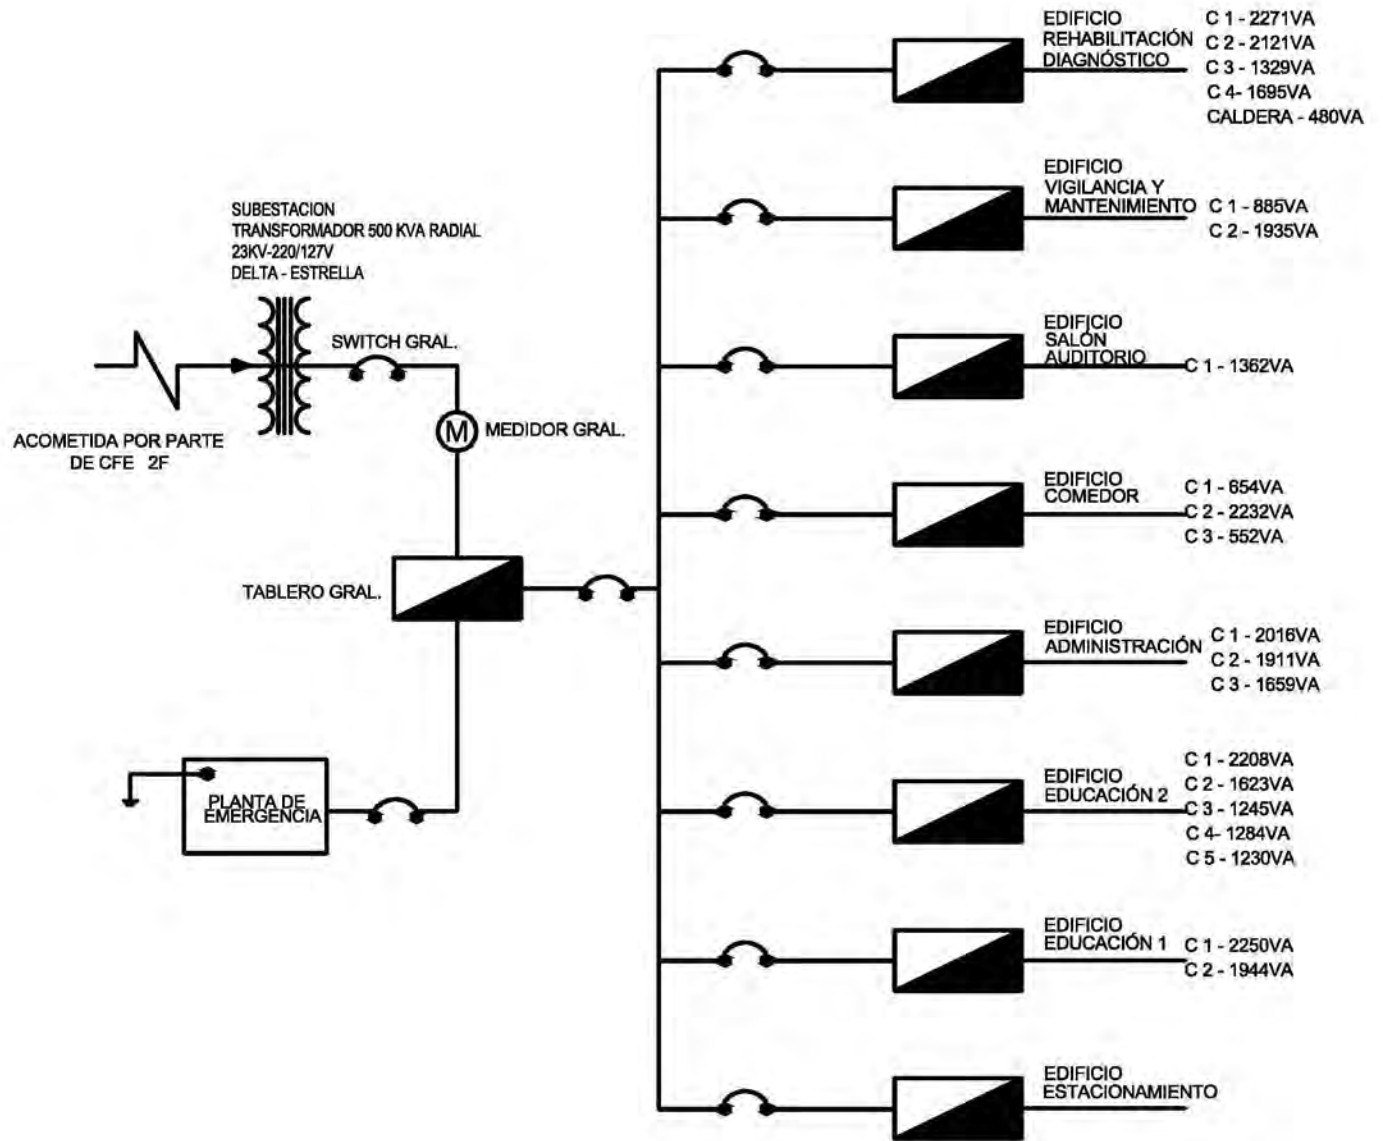 EDIFICIO
REHABILITACIÓN
DIAGNÓSTICO
C 1 - 2271VA
C 2 - 2121VA
C 3 - 1329VA
C 4- 1695VA
CALDERA - 480VA
EDIFICIO
VIGILANCIA Y
MANTENIMIENTO
C 1 - 885VA
C 2 - 1935VA
SUBESTACION
TRANSFORMADOR 500 KVA RADIAL
23KV-220/127V
DELTA - ESTRELLA
SWITCH GRAL.
EDIFICIO
SALÓN
AUDITORIO
C 1 - 1362VA
ACOMETIDA POR PARTE
DE CFE 2F
M
MEDIDOR GRAL.
EDIFICIO
COMEDOR
C 1 - 654VA
C 2 - 2232VA
C 3 - 552VA
TABLERO GRAL.
EDIFICIO
ADMINISTRACIÓN
C 1 - 2016VA
C 2 - 1911VA
C 3 - 1659VA
PLANTA DE
EMERGENCIA
EDIFICIO
EDUCACIÓN 2
C 1 - 2208VA
C 2 - 1623VA
C 3 - 1245VA
C 4- 1284VA
C 5 - 1230VA
EDIFICIO
EDUCACIÓN 1
C 1 - 2250VA
C 2 - 1944VA
EDIFICIO
ESTACIONAMIENTO